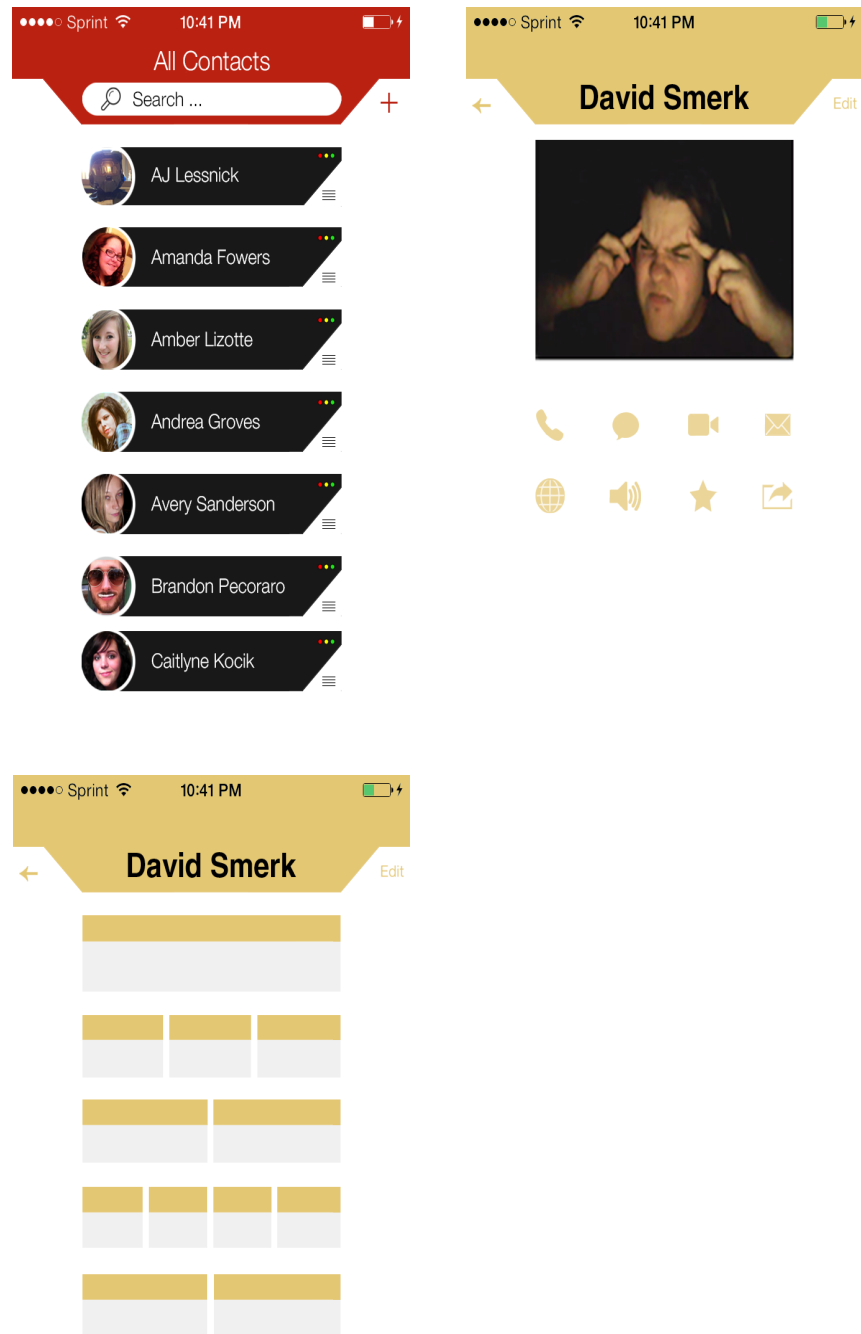 Sprint 10:41 PM
All Contacts
Search ...
AJ Lessnick
Amanda Fowers
Amber Lizotte
Andrea Groves
Avery Sanderson
Brandon Pecoraro
Caitlyne Kocik
Sprint 10:41 PM
David Smerk
Edit
Sprint 10:41 PM
David Smerk
Edit